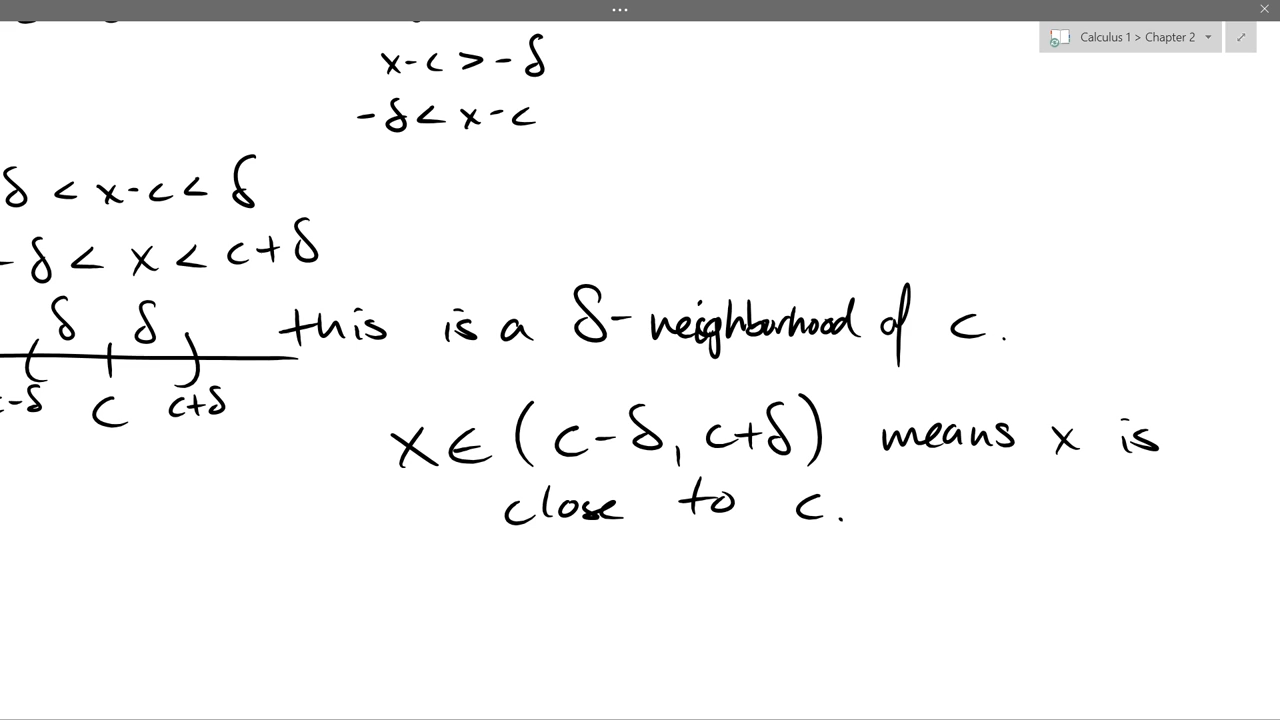 Calculus 1 > Chapter 2
x-c > -δ
-δ < x-c
δ < x-c < δ
-δ < x < c+δ
δ δ
this is a δ-neighborhood of c.
c-δ c c+δ
x ∈ (c-δ, c+δ) means x is
close to c.